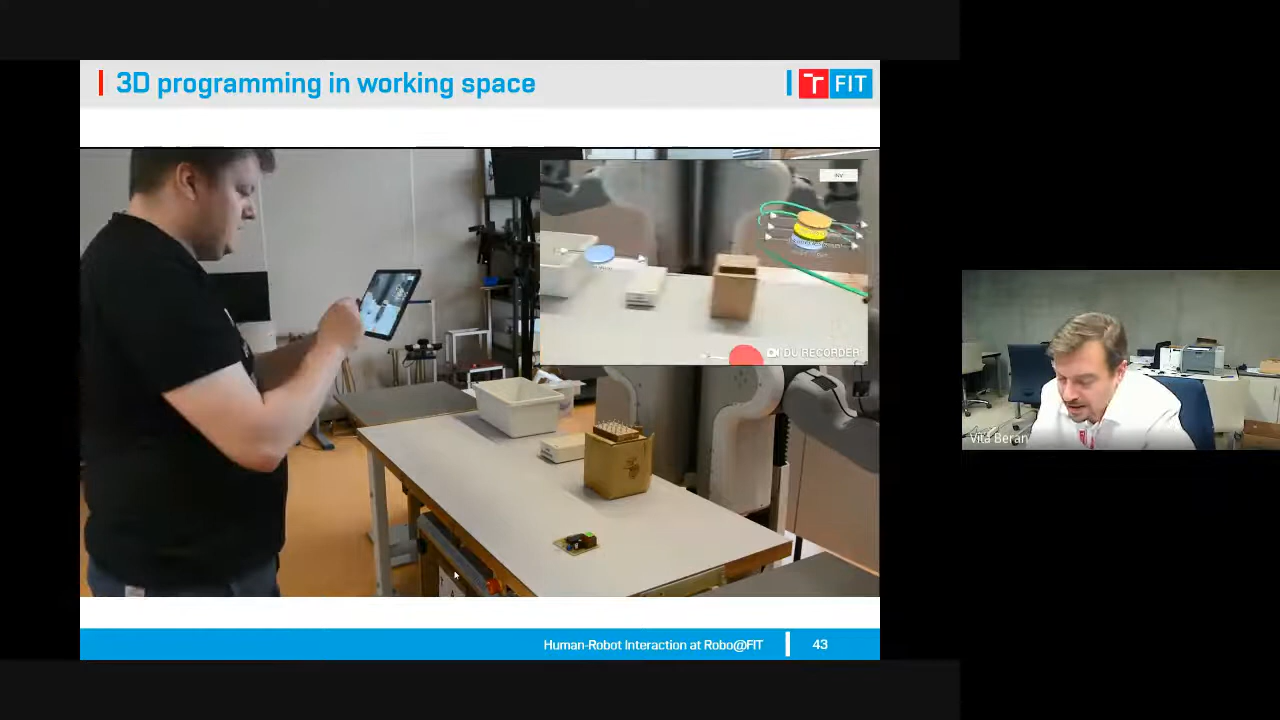 3D programming in working space
T FIT
DU RECORDER
Vita Beran
Human-Robot Interaction at Robo@FIT
43